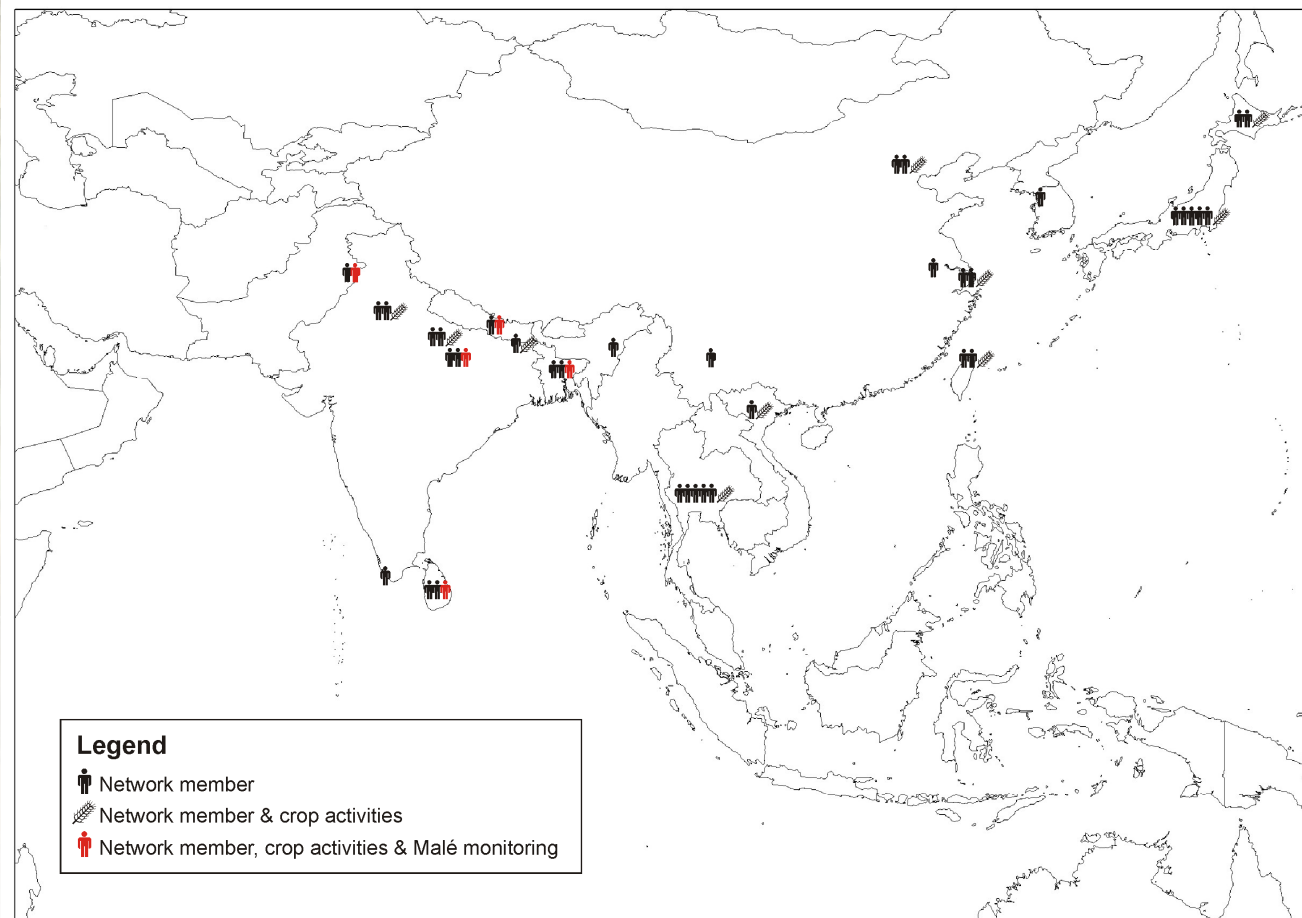 Legend
Network member
Network member & crop activities
Network member, crop activities & Malé monitoring